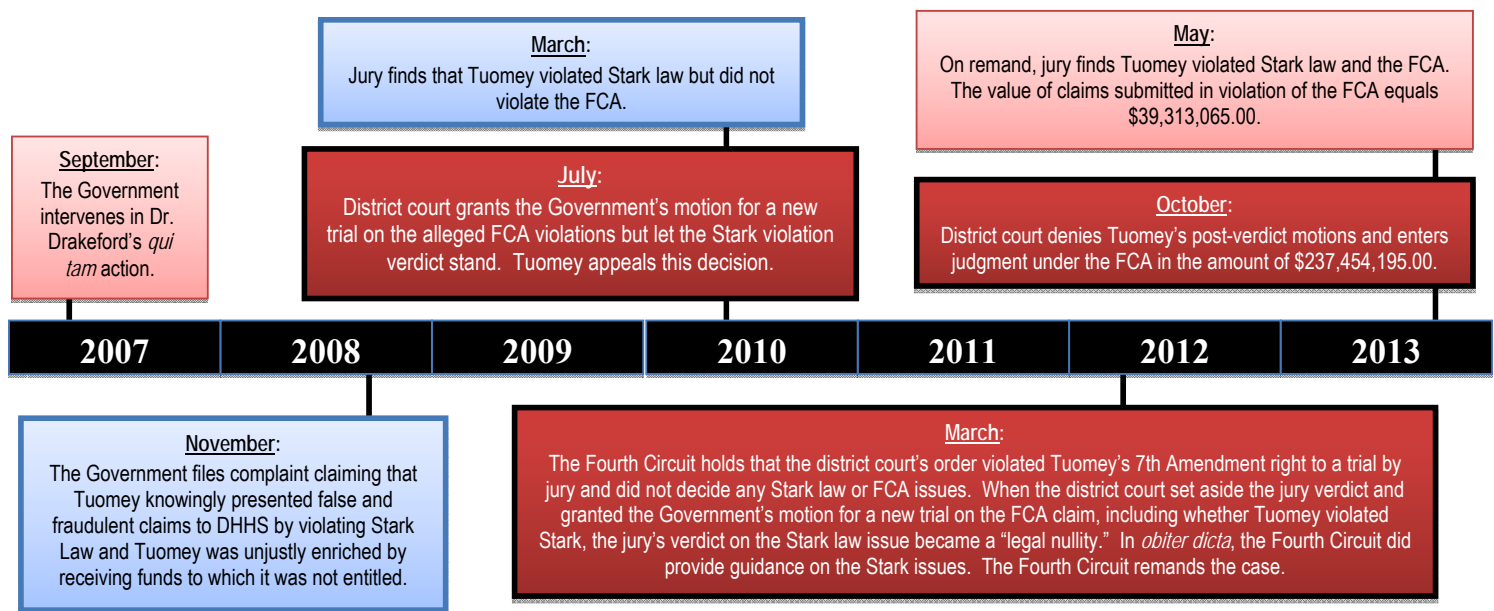 September:
The Government
intervenes in Dr.
Drakeford’s qui
tam action.
March:
Jury finds that Tuomey violated Stark law but did not
violate the FCA.
July:
District court grants the Government’s motion for a new
trial on the alleged FCA violations but let the Stark violation
verdict stand.  Tuomey appeals this decision.
May:
On remand, jury finds Tuomey violated Stark law and the FCA.
The value of claims submitted in violation of the FCA equals
$39,313,065.00.
October:
District court denies Tuomey’s post-verdict motions and enters
judgment under the FCA in the amount of $237,454,195.00.
2007 2008 2009 2010 2011 2012 2013
November:
The Government files complaint claiming that
Tuomey knowingly presented false and
fraudulent claims to DHHS by violating Stark
Law and Tuomey was unjustly enriched by
receiving funds to which it was not entitled.
March:
The Fourth Circuit holds that the district court’s order violated Tuomey’s 7th Amendment right to a trial by
jury and did not decide any Stark law or FCA issues.  When the district court set aside the jury verdict and
granted the Government’s motion for a new trial on the FCA claim, including whether Tuomey violated
Stark, the jury’s verdict on the Stark law issue became a “legal nullity.”  In obiter dicta, the Fourth Circuit did
provide guidance on the Stark issues.  The Fourth Circuit remands the case.